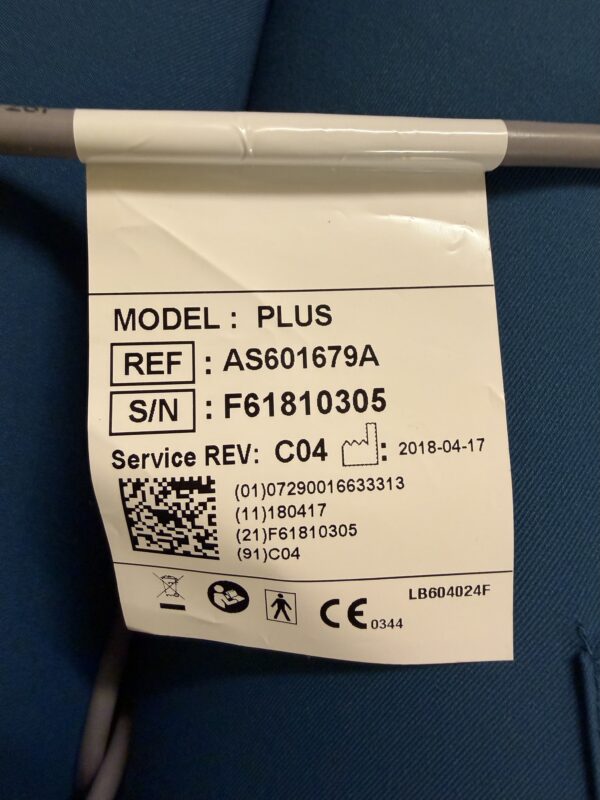 MODEL : PLUS
REF : AS601679A
S/N : F61810305
Service REV: C04 : 2018-04-17
(01)07290016633313
(11)180417
(21)F61810305
(91)C04
LB604024F
CE 0344